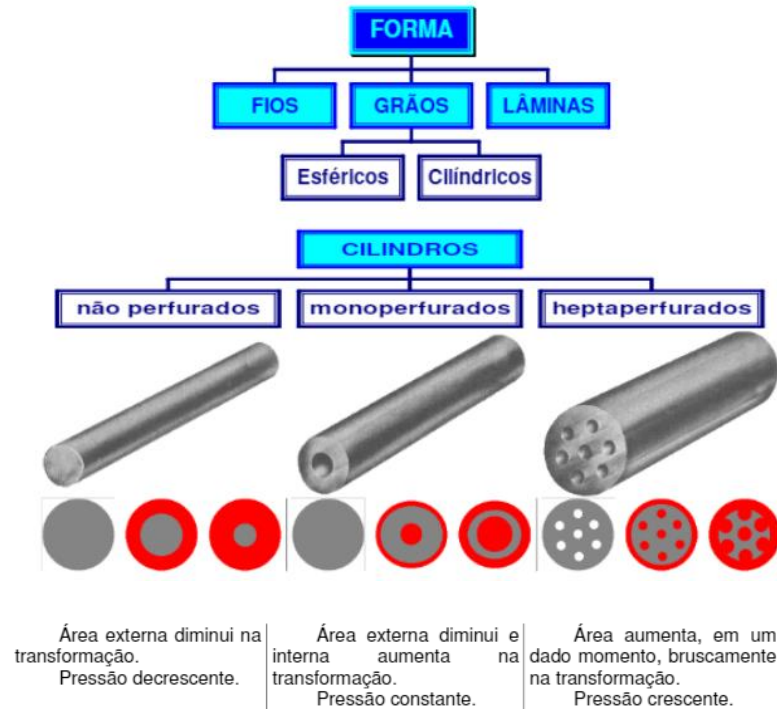 FORMA
FIOS
GRÃOS
LÂMINAS
Esféricos
Cilíndricos
CILINDROS
não perfurados
monoperfurados
heptaperfurados
Área externa diminui na
transformação.
Pressão decrescente.
Área externa diminui e
interna aumenta na
transformação.
Pressão constante.
Área aumenta, em um
dado momento, bruscamente
na transformação.
Pressão crescente.